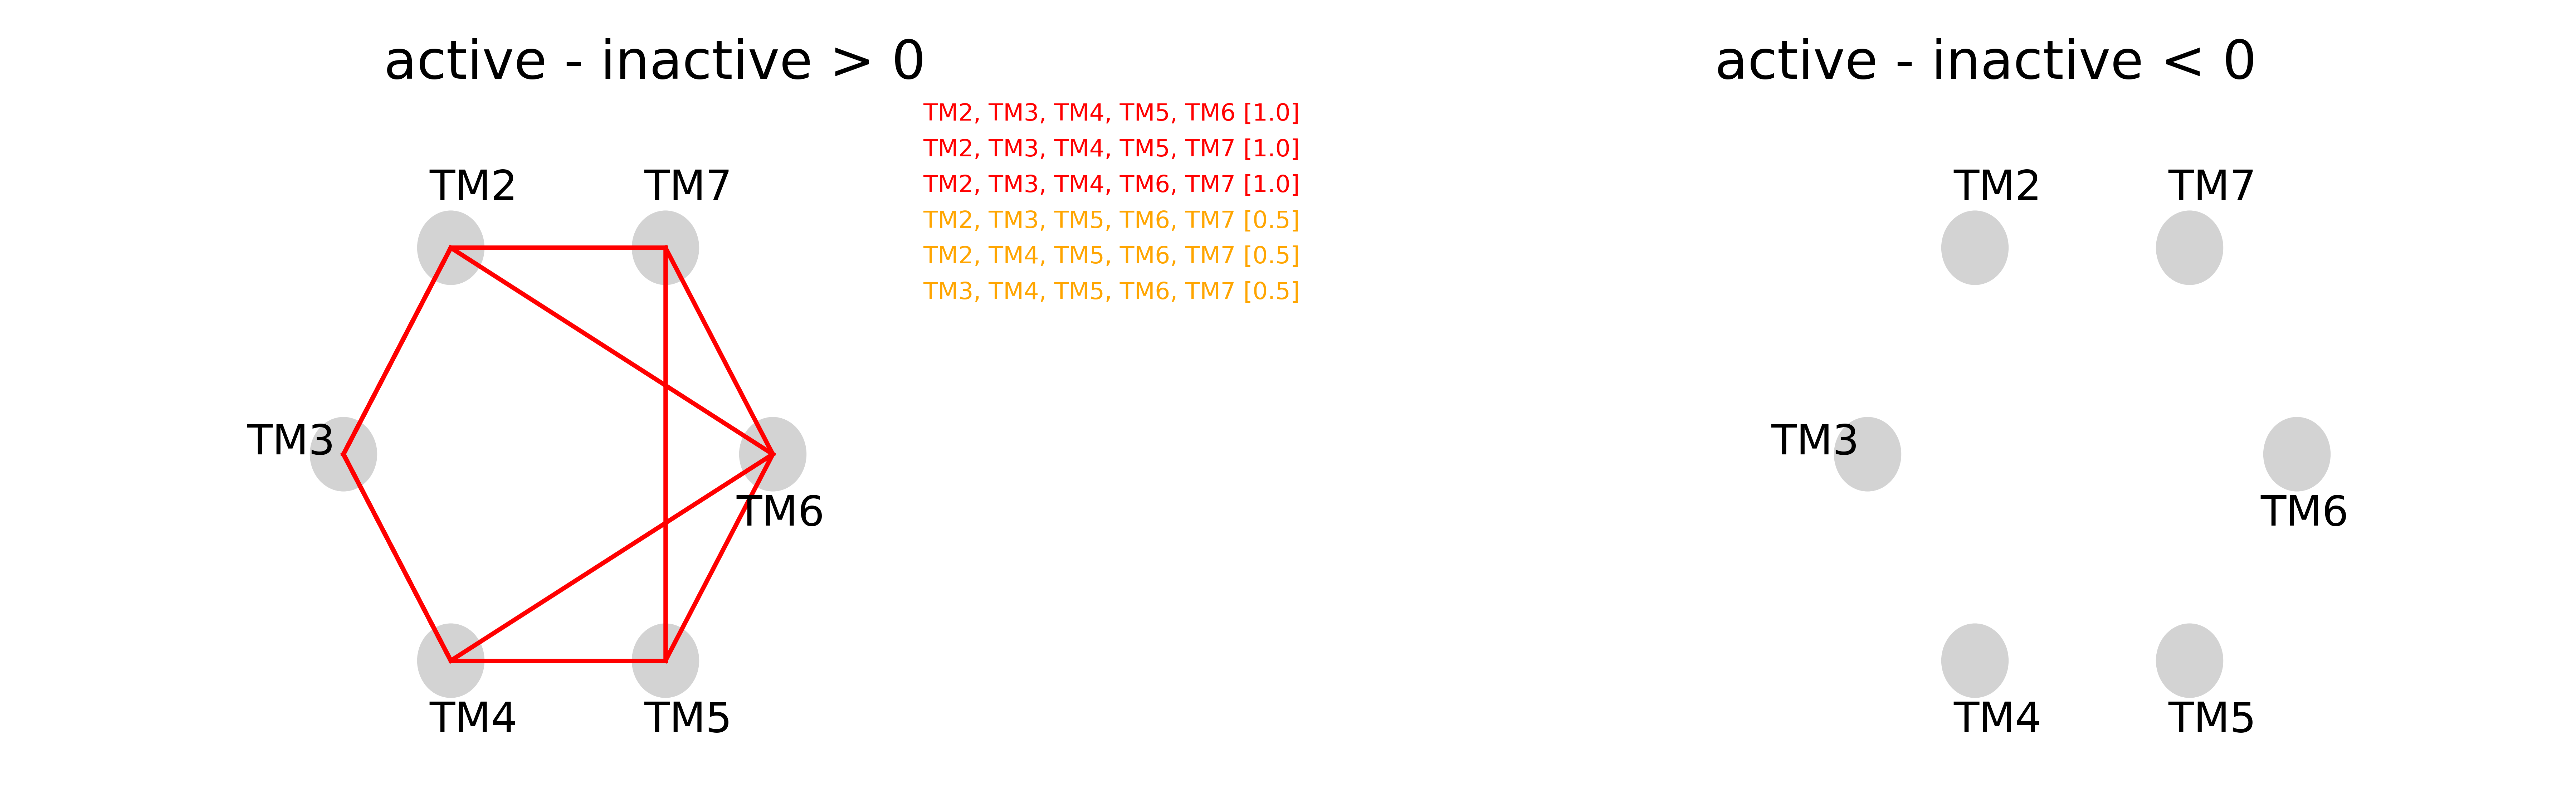 active - inactive > 0
TM2, TM3, TM4, TM5, TM6 [1.0]
TM2, TM3, TM4, TM5, TM7 [1.0]
TM2, TM3, TM4, TM6, TM7 [1.0]
TM2, TM3, TM5, TM6, TM7 [0.5]
TM2, TM4, TM5, TM6, TM7 [0.5]
TM3, TM4, TM5, TM6, TM7 [0.5]
TM2
TM7
TM3
TM6
TM4
TM5
active - inactive < 0
TM2
TM7
TM3
TM6
TM4
TM5